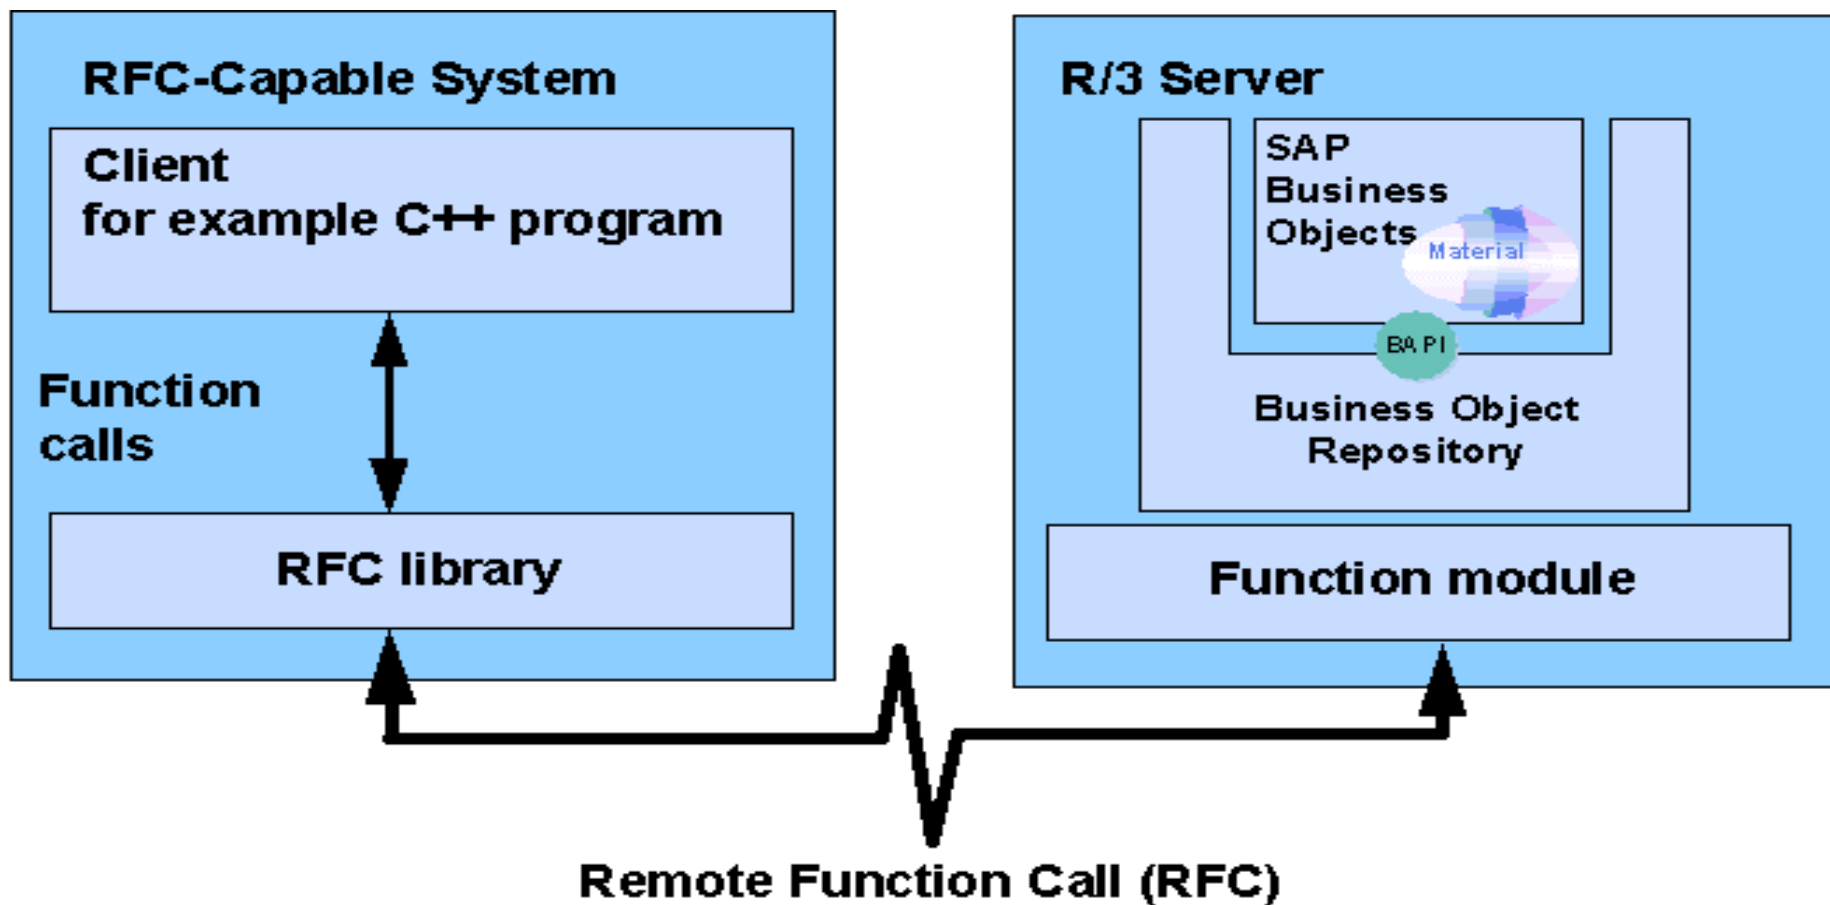 RFC-Capable System
Client
for example C++ program
Function
calls
RFC library
R/3 Server
SAP
Business
Objects
Material
BAPI
Business Object
Repository
Function module
Remote Function Call (RFC)